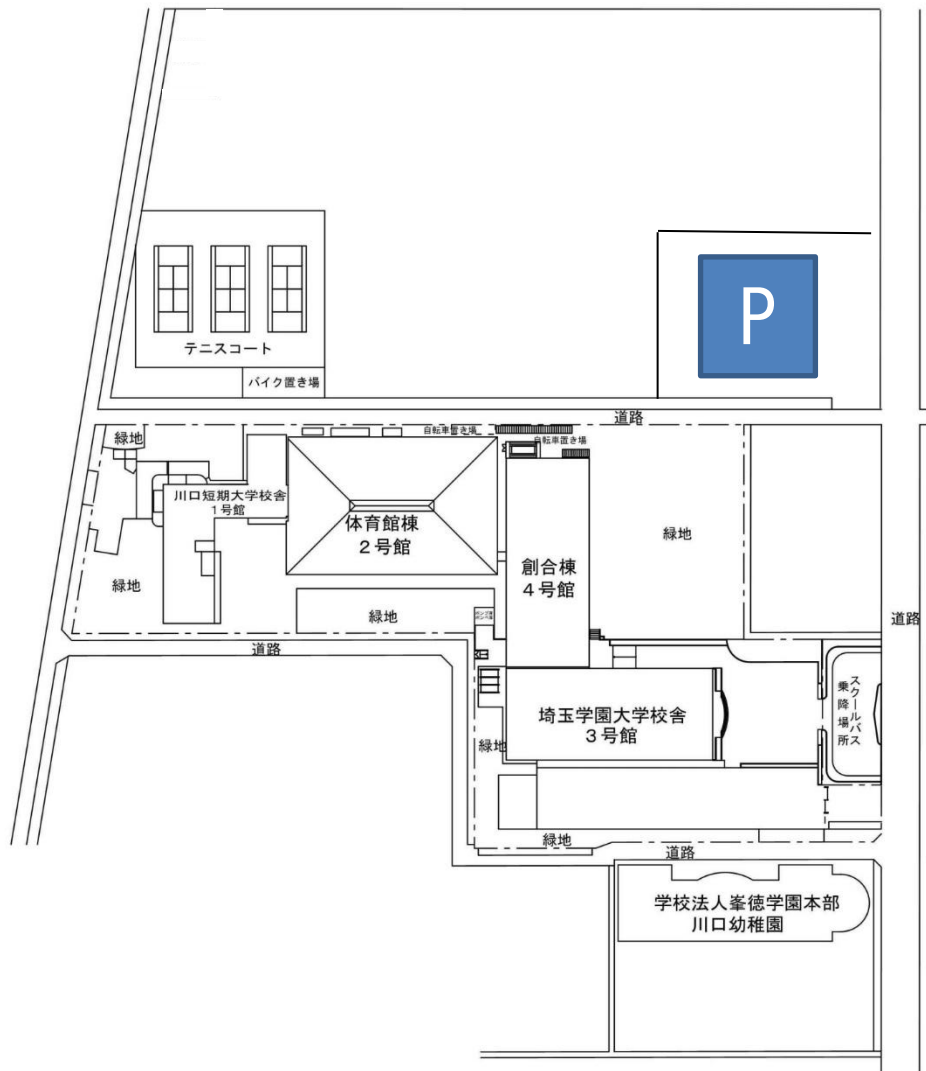 P
テニスコート
バイク置き場
道路
緑地
自転車置き場
自転車置き場
川口短期大学校舎
1号館
体育館棟
2号館
緑地
創合棟
4号館
緑地
緑地
道路
道路
スクールバス
乗降場所
埼玉学園大学校舎
3号館
緑地
緑地
道路
学校法人峯徳学園本部
川口幼稚園